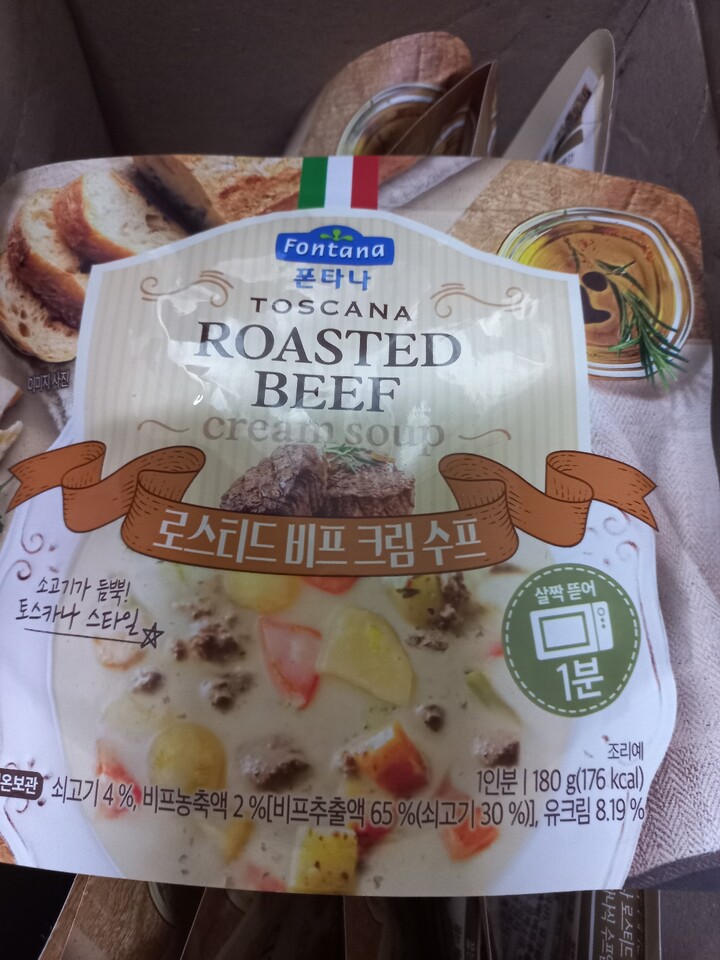 Fontana
폰타나
TOSCANA
ROASTED
BEEF
cream soup
이미지 사진
로스티드 비프 크림 수프
소고기가 듬뿍!
토스카나 스타일
살짝 뜯어
1분
조리예
1인분 | 180 g(176 kcal)
온보관
쇠고기 4 %, 비프농축액 2 %[비프추출액 65 %(쇠고기 30 %)], 유크림 8.19 %
로스티드